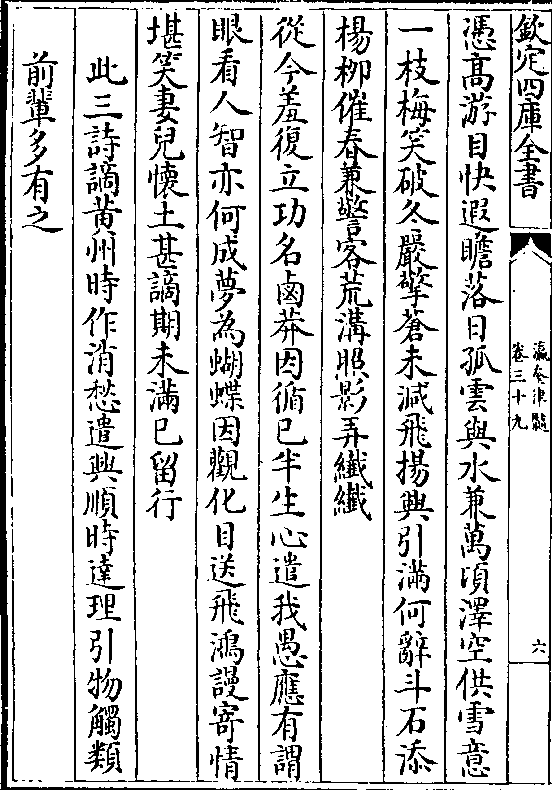 欽定四庫全書
瀛奎律髓
卷三十九
六
憑髙游目快遐瞻落日孤雲與水兼萬頃澤空供雪意
一枝梅笑破冬嚴擎蒼未減飛揚興引滿何辭斗石添
楊柳催春兼警客荒溝照影弄纎纎
從今羞復立功名鹵莽因循已半生心遣我愚應有謂
眼看人智亦何成夢為蝴蝶因觀化目送飛鴻謾寄情
堪笑妻兒懷土甚謫期未滿已留行
此三詩謫黄州時作消愁遣興順時達理引物觸類
前輩多有之